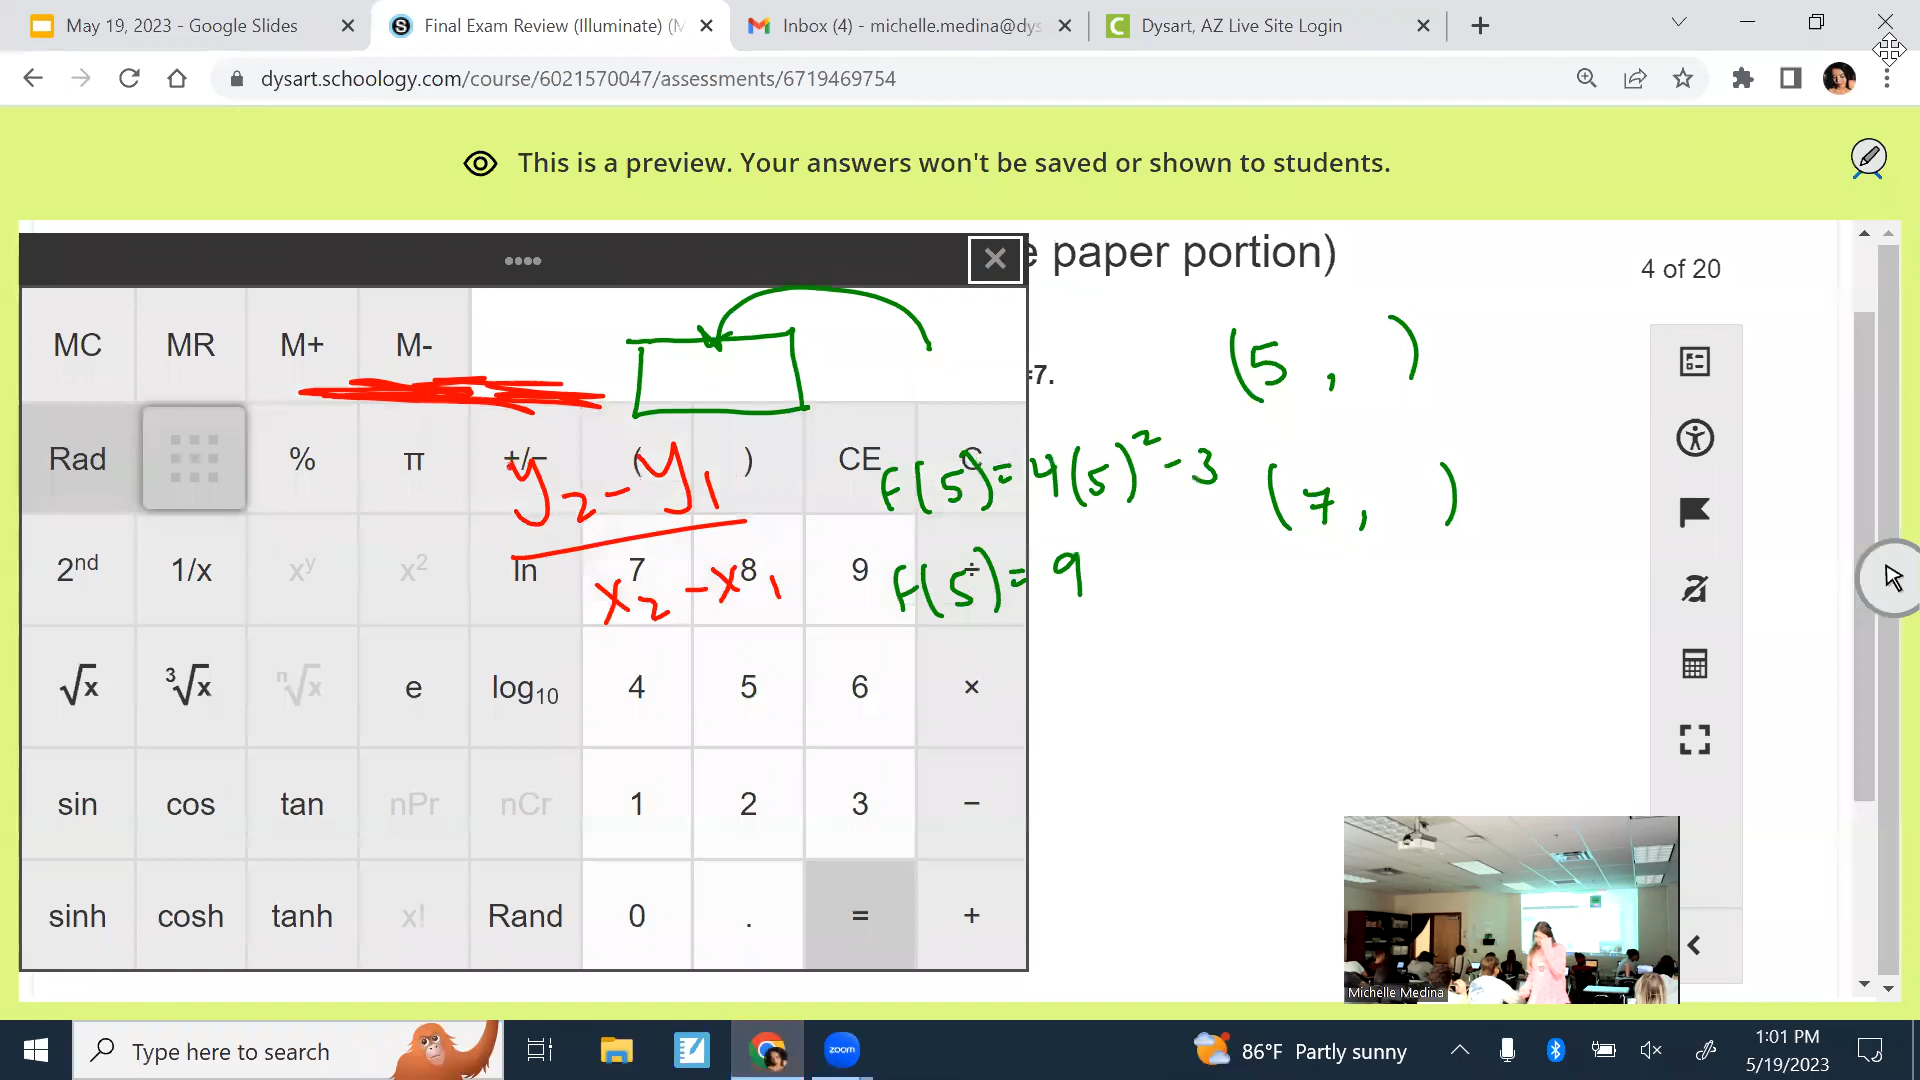 May 19, 2023 - Google Slides
Final Exam Review (Illuminate) (M
Inbox (4) - michelle.medina@dys
Dysart, AZ Live Site Login
dysart.schoology.com/course/6021570047/assessments/6719469754
This is a preview. Your answers won't be saved or shown to students.
e paper portion)
4 of 20
MC MR M+ M-
=7.
(5 , )
Rad % π +/− ( ) CE C
y₂ - y₁
F(5) = 4(5)² - 3
(7, )
2nd 1/x xʸ x² ln 7 8 9 ÷
x₂ - x₁
F(5) = 9
√x ³√x ⁿ√x e log₁₀ 4 5 6 ×
sin cos tan nPr nCr 1 2 3 −
sinh cosh tanh x! Rand 0 . = +
Michelle Medina
Type here to search
zoom
86°F Partly sunny
1:01 PM
5/19/2023